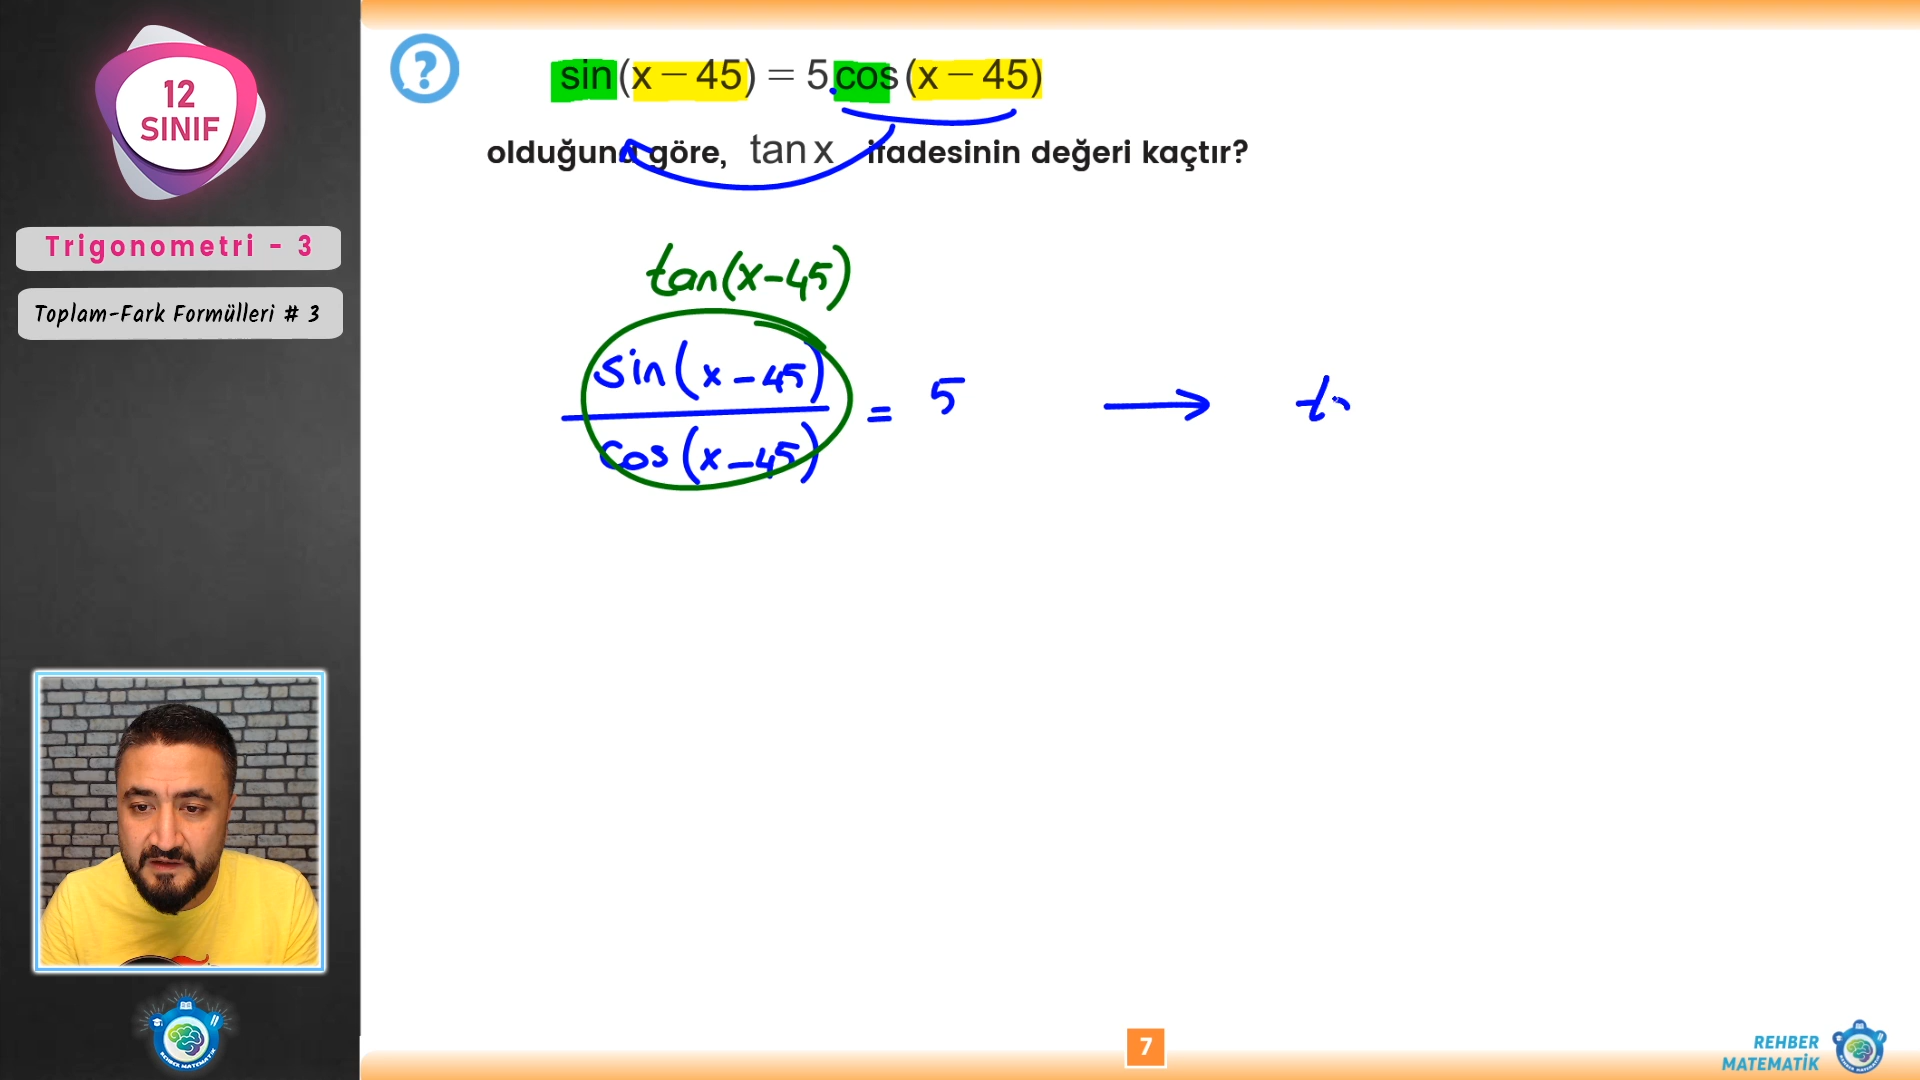 12
SINIF
Trigonometri - 3
Toplam-Fark Formülleri # 3
sin(x − 45) = 5.cos(x − 45)
olduğuna göre, tan x ifadesinin değeri kaçtır?
tan(x-45)
sin(x-45)
cos(x-45)
= 5 →
7
REHBER
MATEMATİK